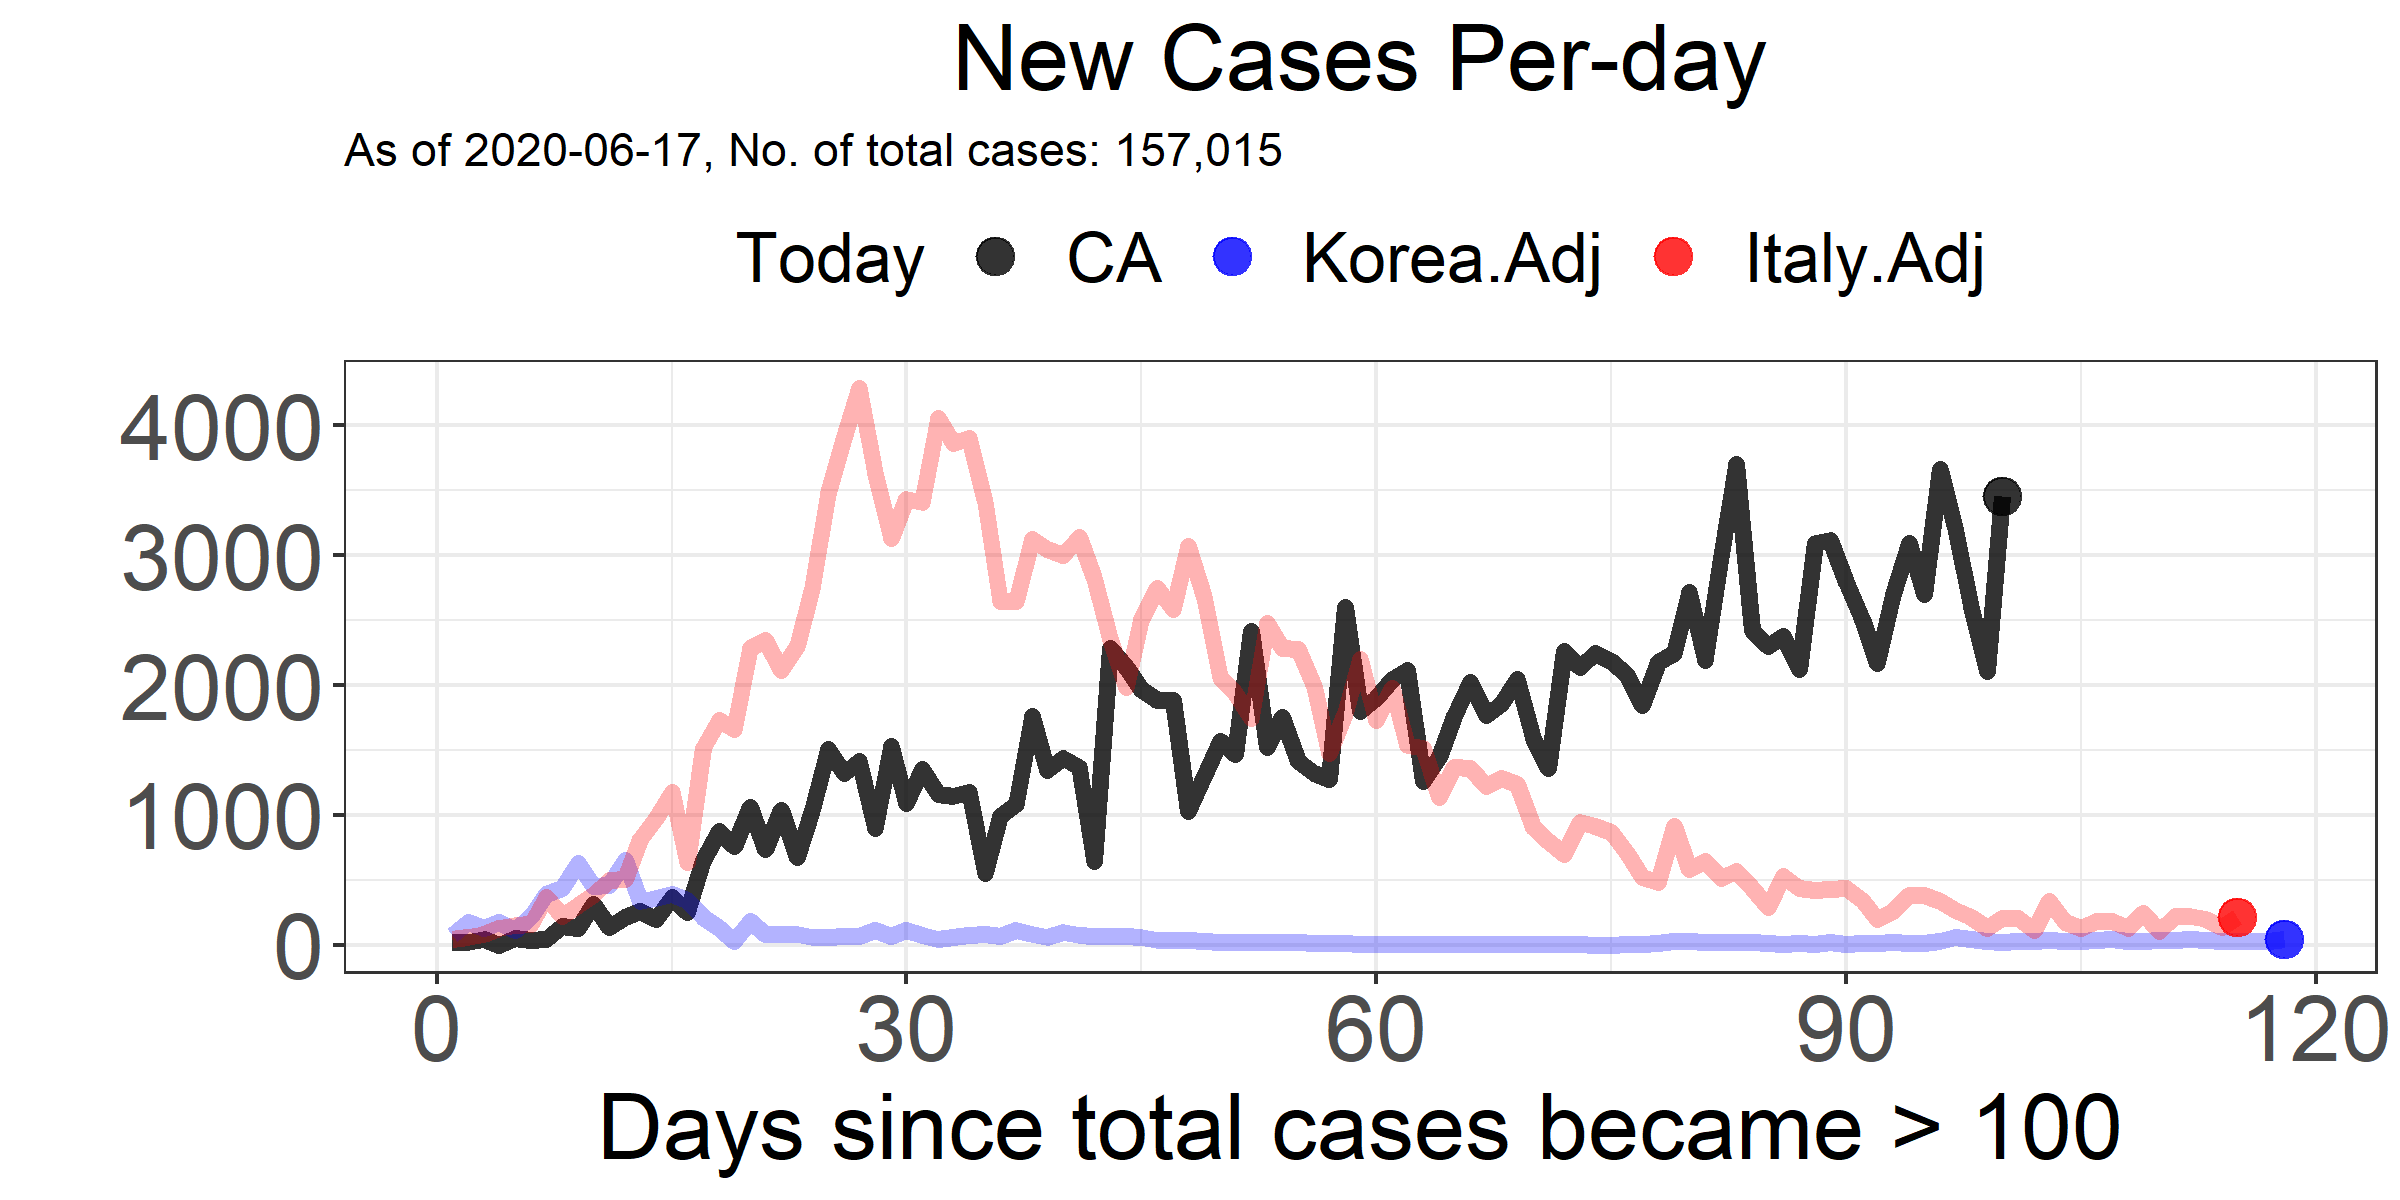 New Cases Per-day
As of 2020-06-17, No. of total cases: 157,015
Today CA Korea.Adj Italy.Adj
4000
3000
2000
1000
0
0 30 60 90 120
Days since total cases became > 100